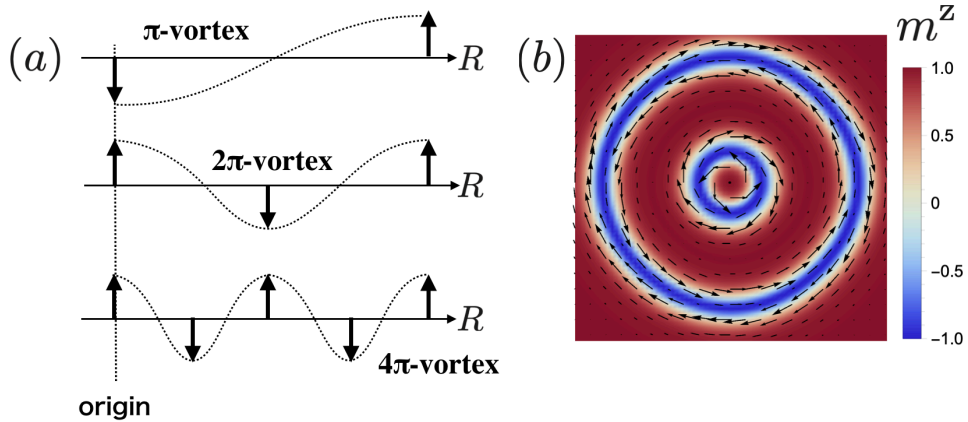 (a)
π-vortex
R
2π-vortex
R
R
4π-vortex
origin
(b)
m^z
1.0
0.5
0
−0.5
−1.0